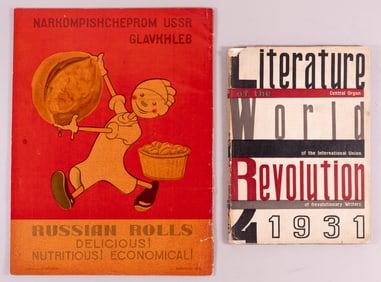 NARKOMPISHCHEPROM USSR
GLAVKHLEB
RUSSIAN ROLLS
DELICIOUS!
NUTRITIOUS! ECONOMICAL!
Literature
of the Central Organ
World
of the International Union
Revolution
of Revolutionary Writers
4 1931